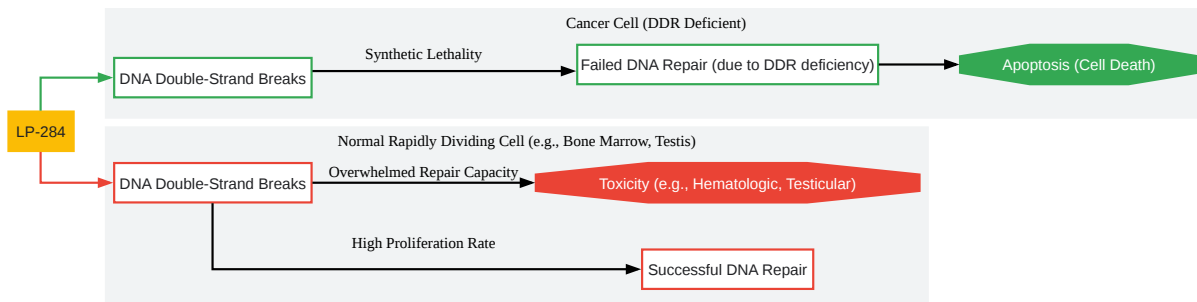 Cancer Cell (DDR Deficient)
Synthetic Lethality
DNA Double-Strand Breaks
Failed DNA Repair (due to DDR deficiency)
Apoptosis (Cell Death)
LP-284
Normal Rapidly Dividing Cell (e.g., Bone Marrow, Testis)
DNA Double-Strand Breaks
Overwhelmed Repair Capacity
Toxicity (e.g., Hematologic, Testicular)
High Proliferation Rate
Successful DNA Repair